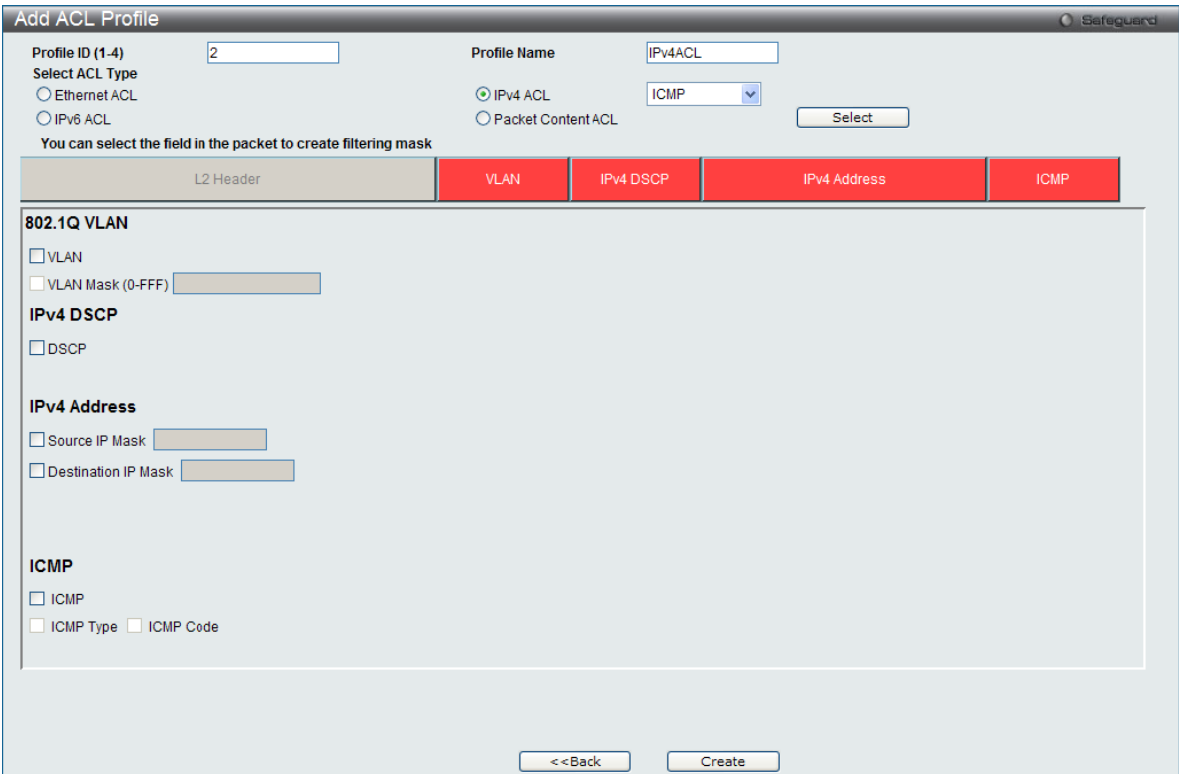 Add ACL Profile
Safeguard
Profile ID (1-4) 2 Profile Name IPv4ACL
Select ACL Type
Ethernet ACL IPv4 ACL ICMP
IPv6 ACL Packet Content ACL Select
You can select the field in the packet to create filtering mask
L2 Header VLAN IPv4 DSCP IPv4 Address ICMP
802.1Q VLAN
VLAN
VLAN Mask (0-FFF)
IPv4 DSCP
DSCP
IPv4 Address
Source IP Mask
Destination IP Mask
ICMP
ICMP
ICMP Type ICMP Code
<<Back Create